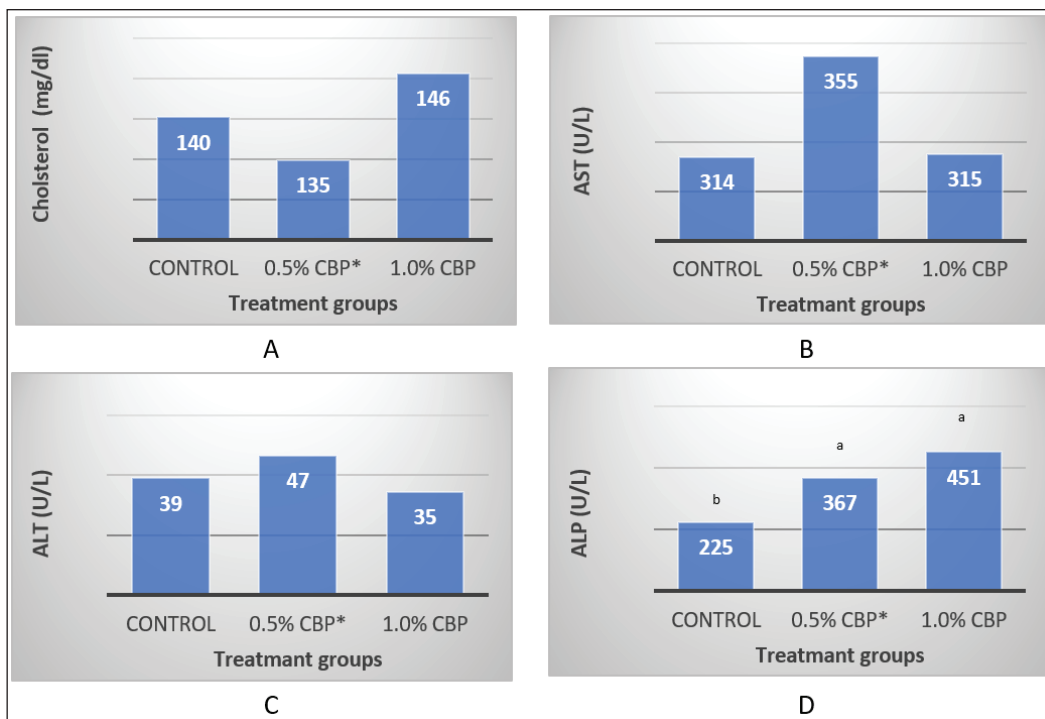 Cholsterol (mg/dl)
140
135
146
CONTROL 0.5% CBP* 1.0% CBP
Treatment groups
A
AST (U/L)
314
355
315
CONTROL 0.5% CBP* 1.0% CBP
Treatmant groups
B
ALT (U/L)
39
47
35
CONTROL 0.5% CBP* 1.0% CBP
Treatmant groups
C
ALP (U/L)
b
a
a
225
367
451
CONTROL 0.5% CBP* 1.0% CBP
Treatmant groups
D